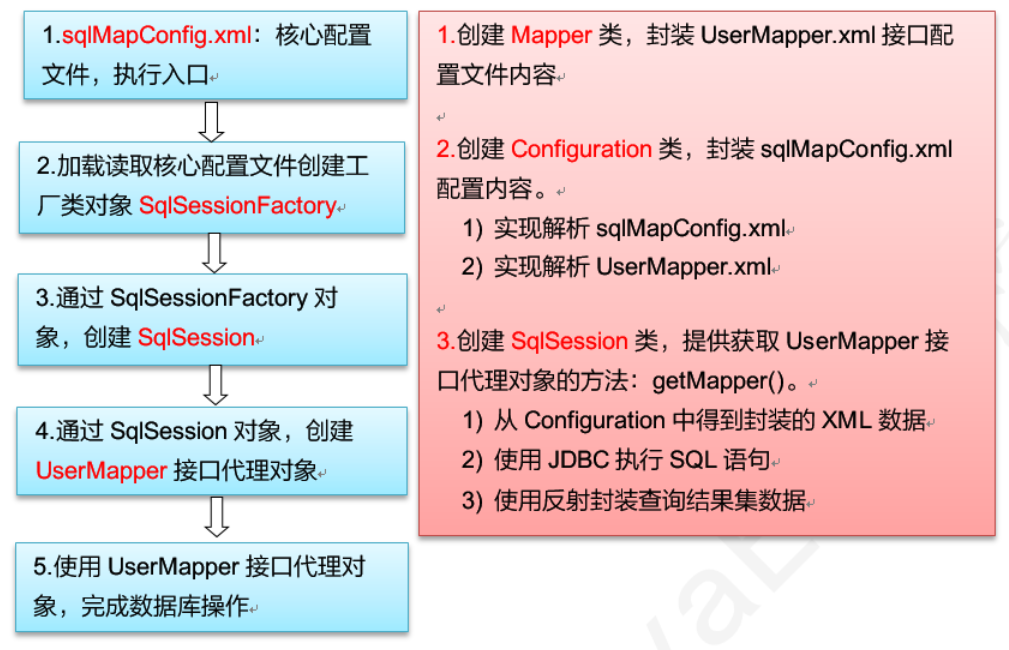 1.sqlMapConfig.xml：核心配置
文件，执行入口
2.加载读取核心配置文件创建工
厂类对象 SqlSessionFactory
3.通过 SqlSessionFactory 对
象，创建 SqlSession
4.通过 SqlSession 对象，创建
UserMapper 接口代理对象
5.使用 UserMapper 接口代理对
象，完成数据库操作
1.创建 Mapper 类，封装 UserMapper.xml 接口配
置文件内容
2.创建 Configuration 类，封装 sqlMapConfig.xml
配置内容。
1) 实现解析 sqlMapConfig.xml
2) 实现解析 UserMapper.xml
3.创建 SqlSession 类，提供获取 UserMapper 接
口代理对象的方法：getMapper()。
1) 从 Configuration 中得到封装的 XML 数据
2) 使用 JDBC 执行 SQL 语句
3) 使用反射封装查询结果集数据